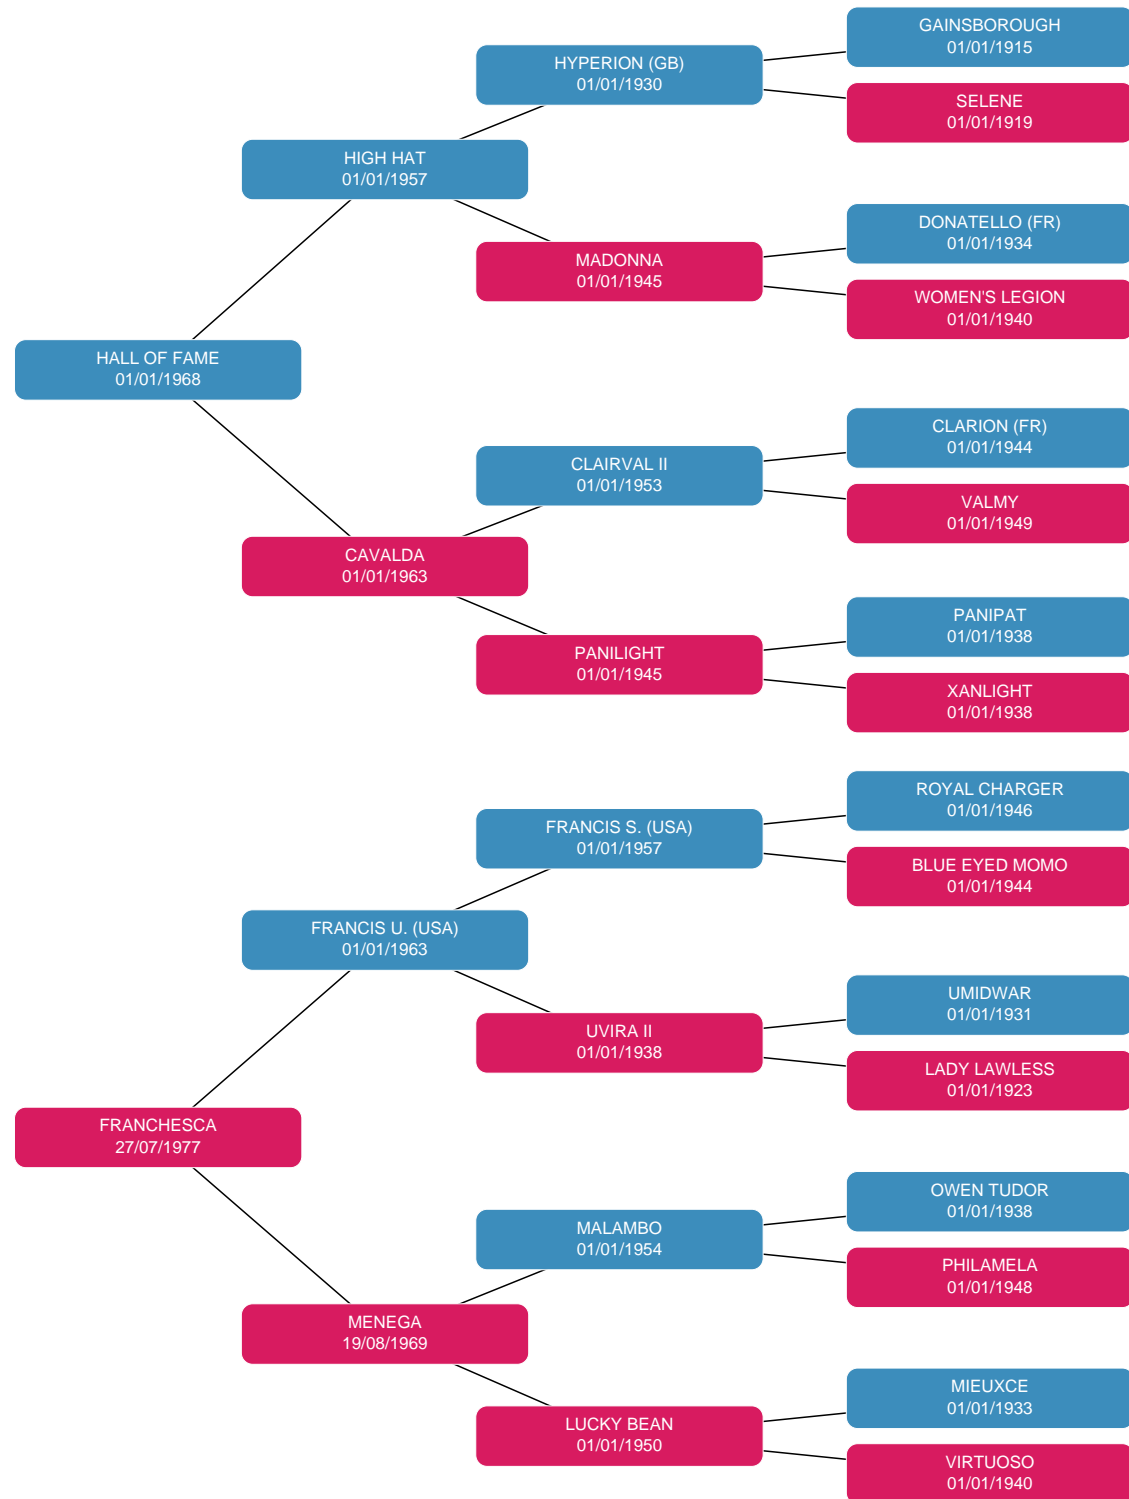 GAINSBOROUGH
01/01/1915
HYPERION (GB)
01/01/1930
SELENE
01/01/1919
HIGH HAT
01/01/1957
DONATELLO (FR)
01/01/1934
MADONNA
01/01/1945
WOMEN'S LEGION
01/01/1940
HALL OF FAME
01/01/1968
CLARION (FR)
01/01/1944
CLAIRVAL II
01/01/1953
VALMY
01/01/1949
CAVALDA
01/01/1963
PANIPAT
01/01/1938
PANILIGHT
01/01/1945
XANLIGHT
01/01/1938
ROYAL CHARGER
01/01/1946
FRANCIS S. (USA)
01/01/1957
BLUE EYED MOMO
01/01/1944
FRANCIS U. (USA)
01/01/1963
UMIDWAR
01/01/1931
UVIRA II
01/01/1938
LADY LAWLESS
01/01/1923
FRANCHESCA
27/07/1977
OWEN TUDOR
01/01/1938
MALAMBO
01/01/1954
PHILAMELA
01/01/1948
MENEGA
19/08/1969
MIEUXCE
01/01/1933
LUCKY BEAN
01/01/1950
VIRTUOSO
01/01/1940